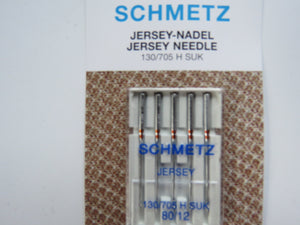 SCHMETZ
JERSEY-NADEL
JERSEY NEEDLE
130/705 H SUK
SCHMETZ
JERSEY
130/705 H SUK
80/12